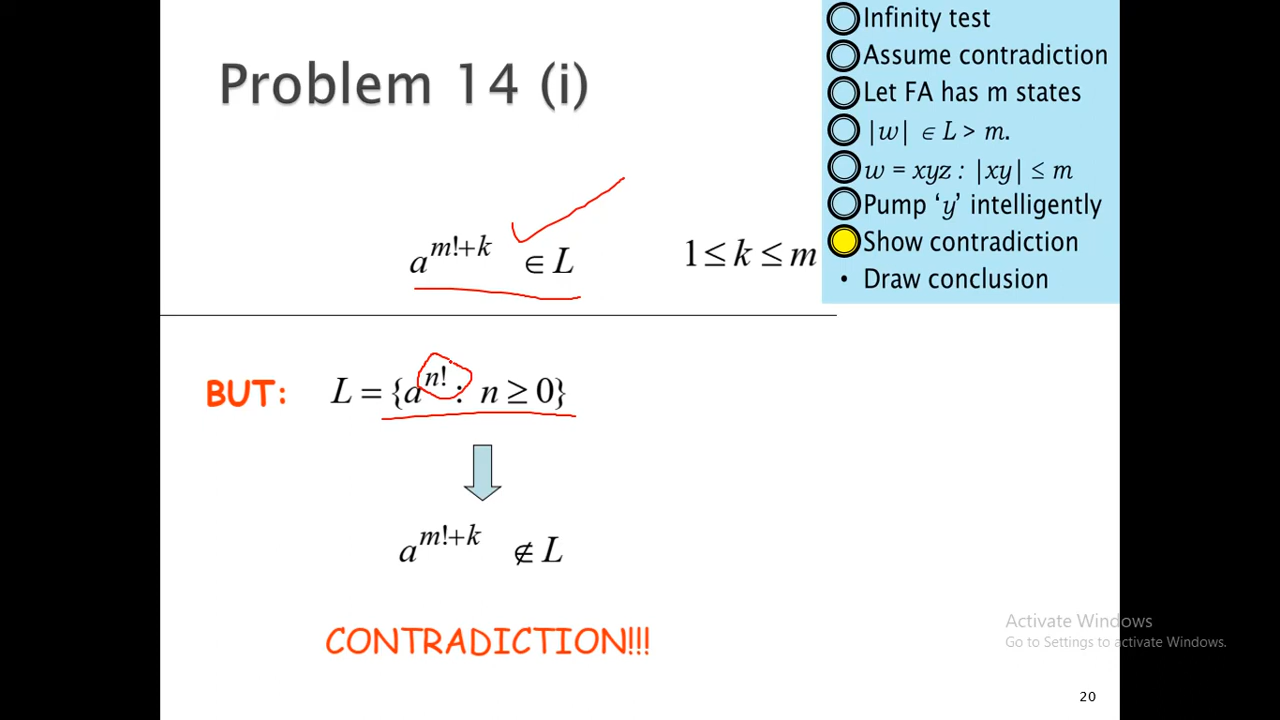 Problem 14 (i)
Infinity test
Assume contradiction
Let FA has m states
|w| ∈ L > m.
w = xyz : |xy| ≤ m
Pump ‘y’ intelligently
Show contradiction
• Draw conclusion
a^{m!+k} ∈ L 1 ≤ k ≤ m
BUT: L = {a^{n!} : n ≥ 0}
a^{m!+k} ∉ L
CONTRADICTION!!!
Activate Windows
Go to Settings to activate Windows.
20